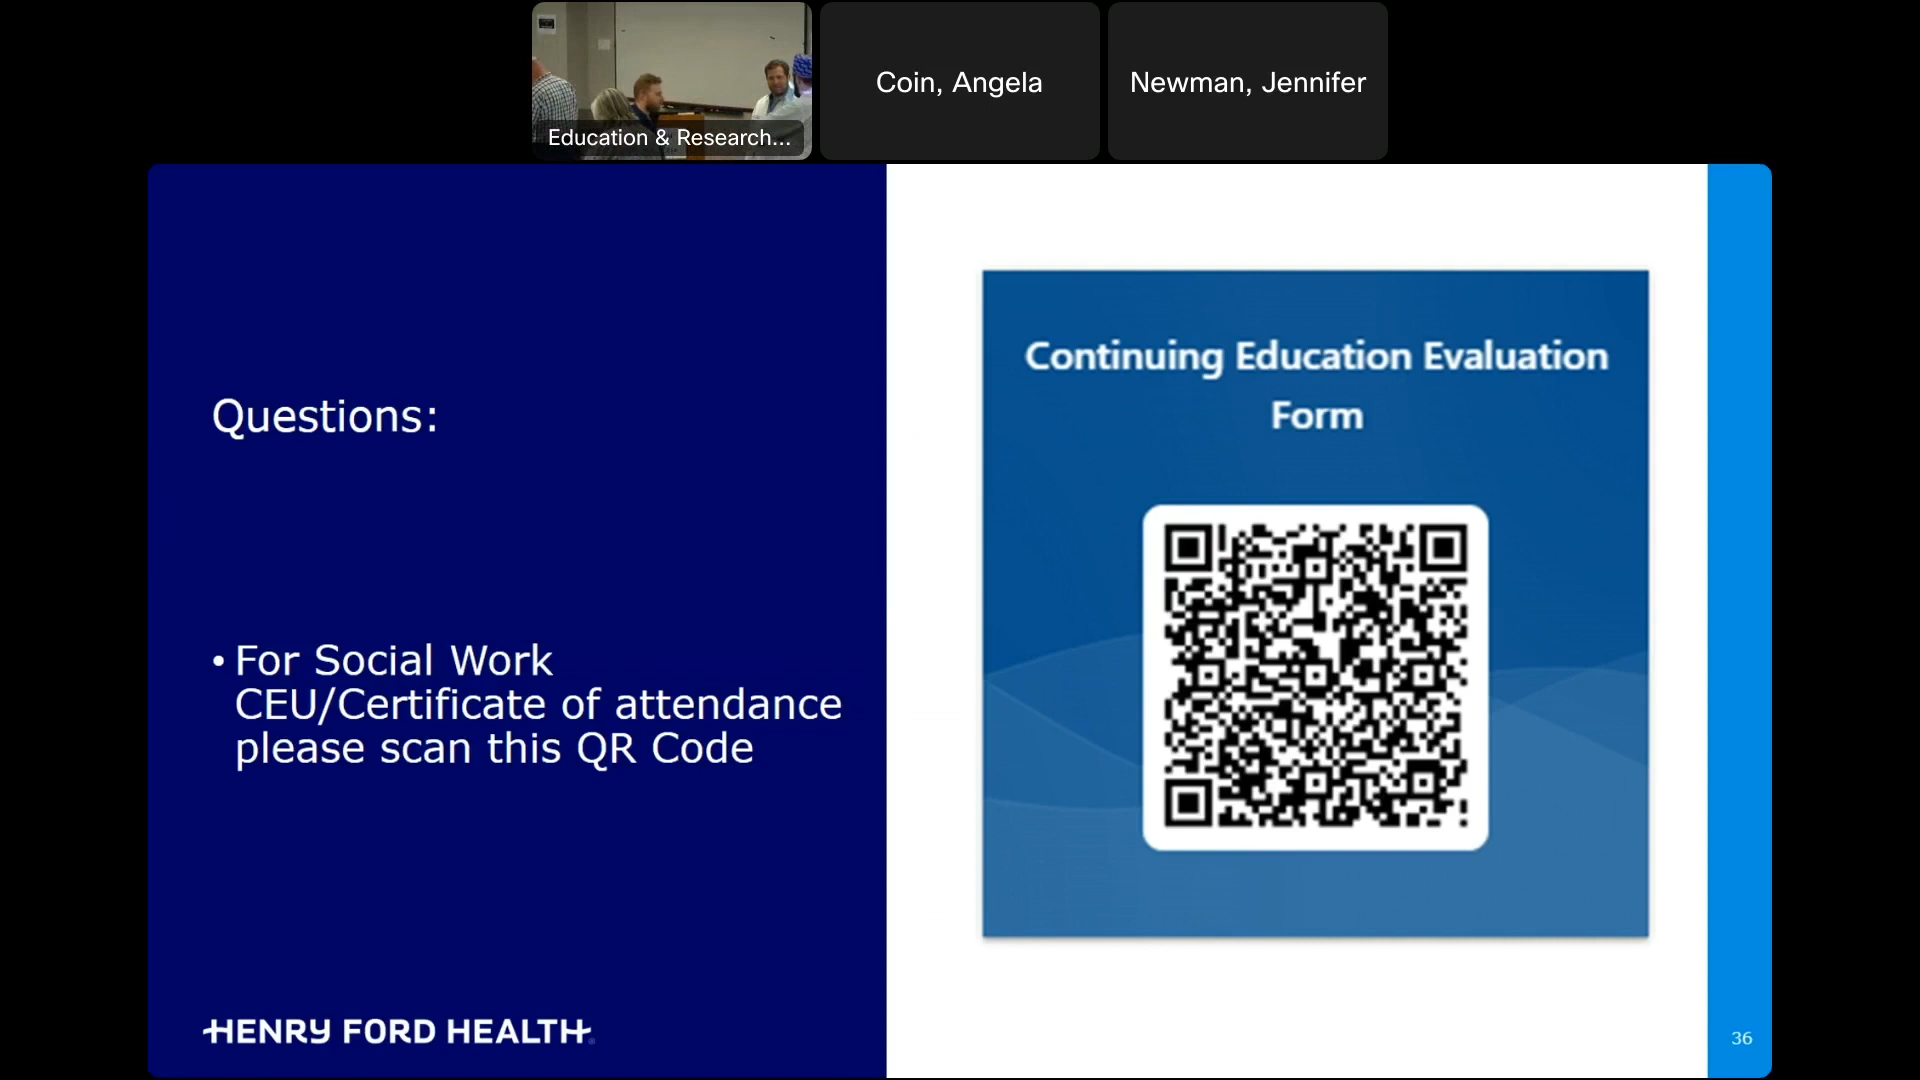 Education & Research...
Coin, Angela
Newman, Jennifer
Questions:
• For Social Work
CEU/Certificate of attendance
please scan this QR Code
HENRY FORD HEALTH
Continuing Education Evaluation
Form
36